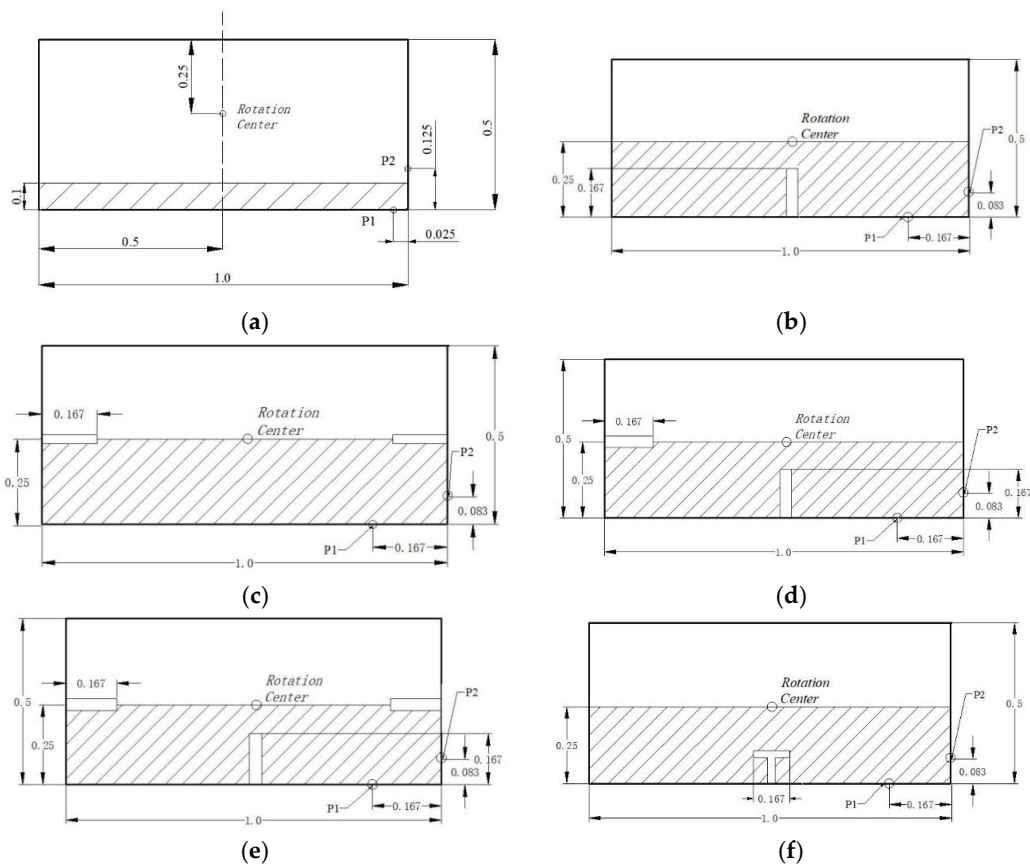 0.25
Rotation
Center
0.5
0.125
P2
0.1
P1
0.025
0.5
1.0
(a)
Rotation
Center
P2
0.5
0.25
0.167
0.083
P1
0.167
1.0
(b)
0.167
Rotation
Center
0.5
P2
0.25
0.083
P1
0.167
1.0
(c)
0.167
Rotation
Center
P2
0.5
0.25
0.167
0.083
P1
0.167
1.0
(d)
0.167
Rotation
Center
P2
0.5
0.25
0.167
0.083
P1
0.167
1.0
(e)
Rotation
Center
P2
0.5
0.25
0.083
0.167
P1
0.167
1.0
(f)